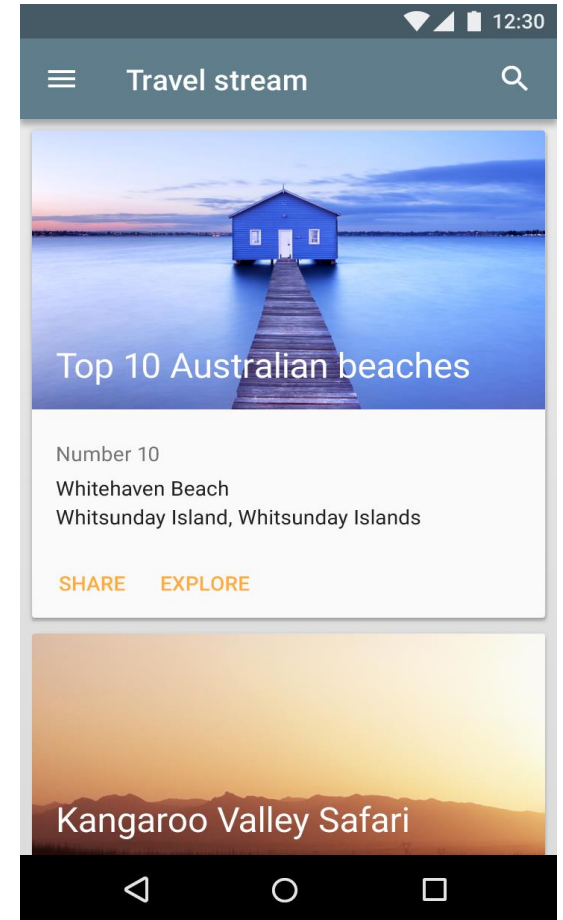 12:30
Travel stream
Top 10 Australian beaches
Number 10
Whitehaven Beach
Whitsunday Island, Whitsunday Islands
SHARE EXPLORE
Kangaroo Valley Safari